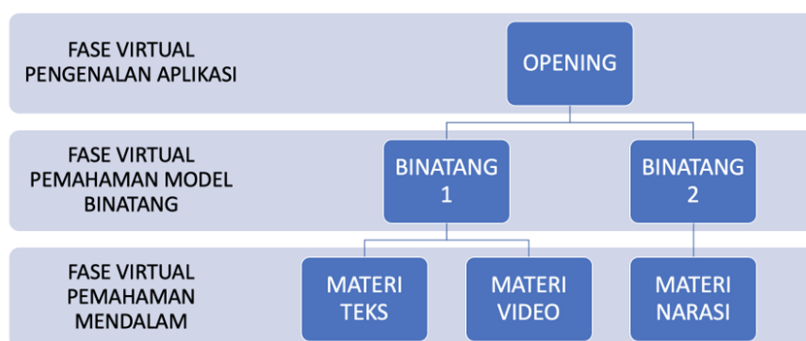 FASE VIRTUAL
PENGENALAN APLIKASI
OPENING
FASE VIRTUAL
PEMAHAMAN MODEL
BINATANG
BINATANG
1
BINATANG
2
FASE VIRTUAL
PEMAHAMAN
MENDALAM
MATERI
TEKS
MATERI
VIDEO
MATERI
NARASI